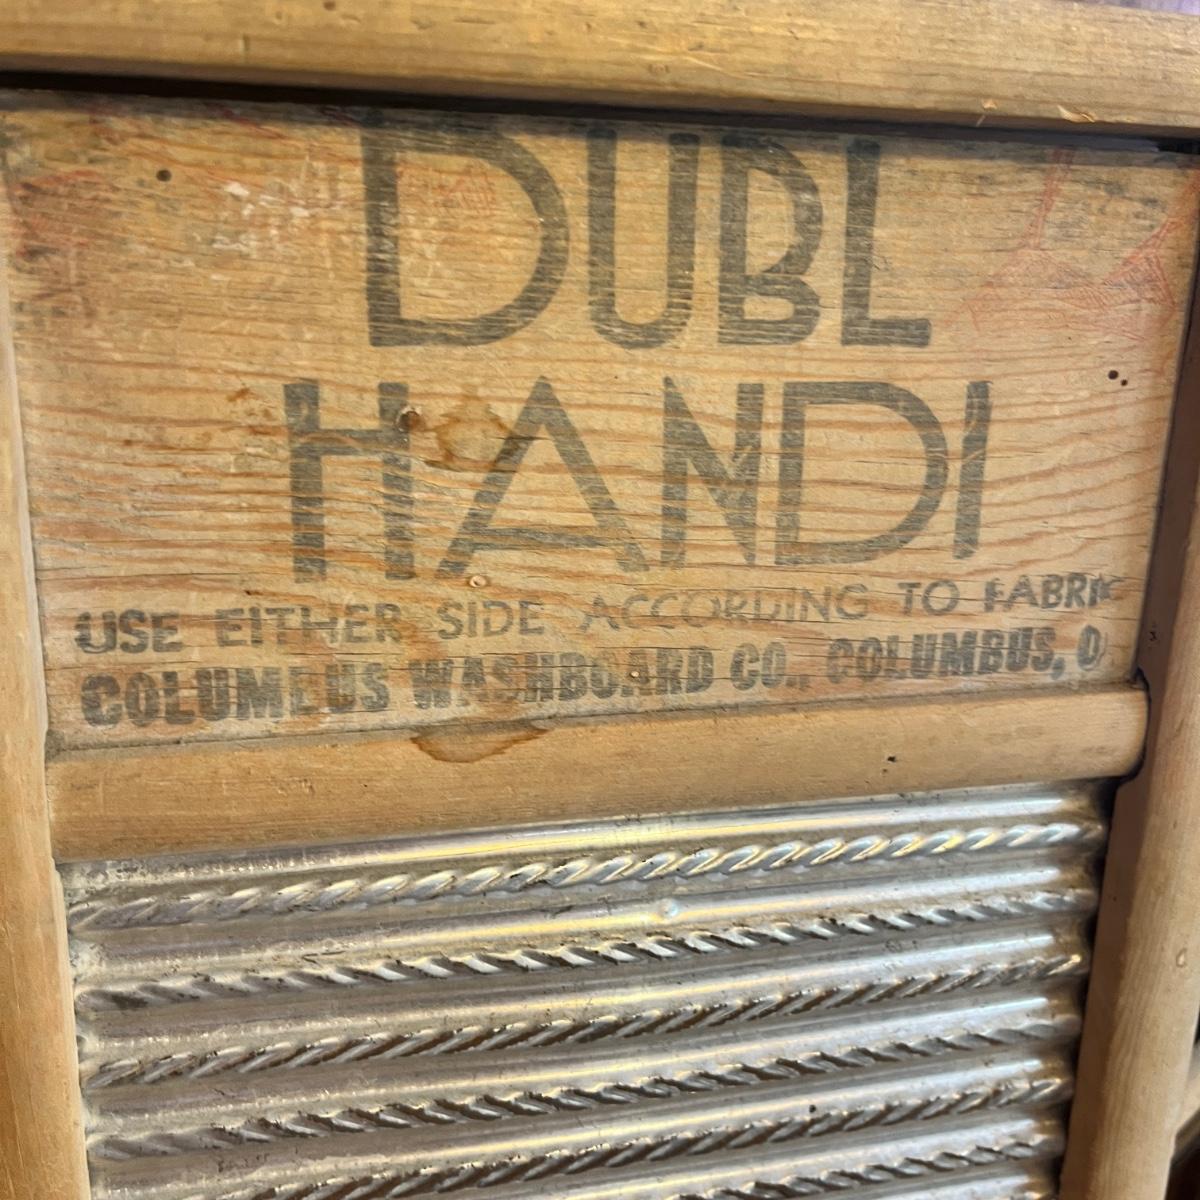 DUBL
HANDI
USE EITHER SIDE ACCORDING TO FABRIC
COLUMBUS WASHBOARD CO., COLUMBUS, O